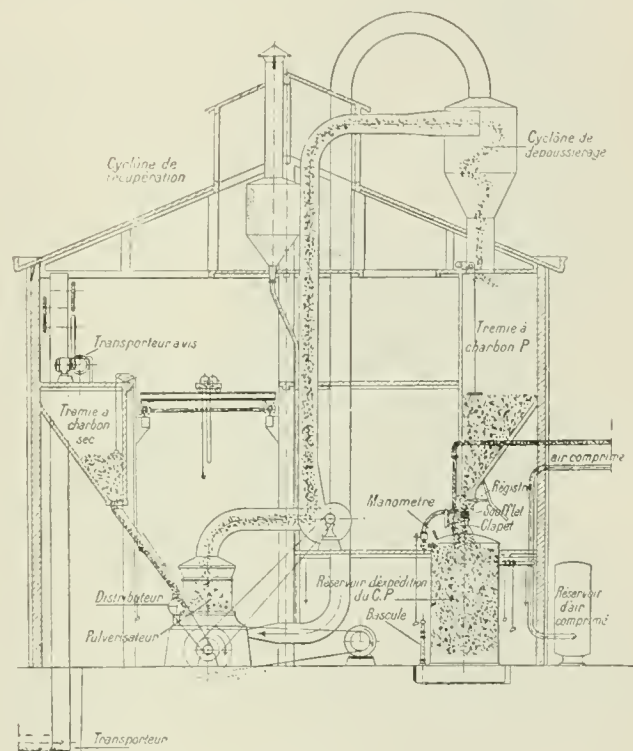 Cyclône de
récupération
Cyclône de
dépoussiérage
Transporteur à vis
Trémie à
charbon P
Trémie à
charbon
sec
air comprimé
Régistre
Soufflet
Clapet
Manomètre
Réservoir d'expédition
du C.P
Bascule
Distributeur
Pulvérisateur
Réservoir
d'air
comprimé
Transporteur